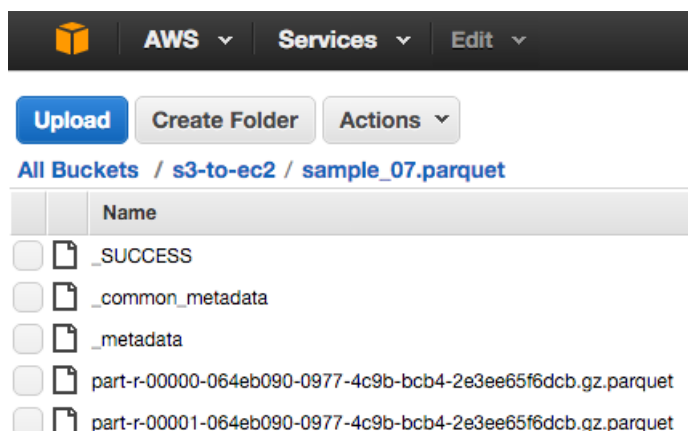 AWS Services Edit
Upload Create Folder Actions
All Buckets / s3-to-ec2 / sample_07.parquet
Name
_SUCCESS
_common_metadata
_metadata
part-r-00000-064eb090-0977-4c9b-bcb4-2e3ee65f6dcb.gz.parquet
part-r-00001-064eb090-0977-4c9b-bcb4-2e3ee65f6dcb.gz.parquet